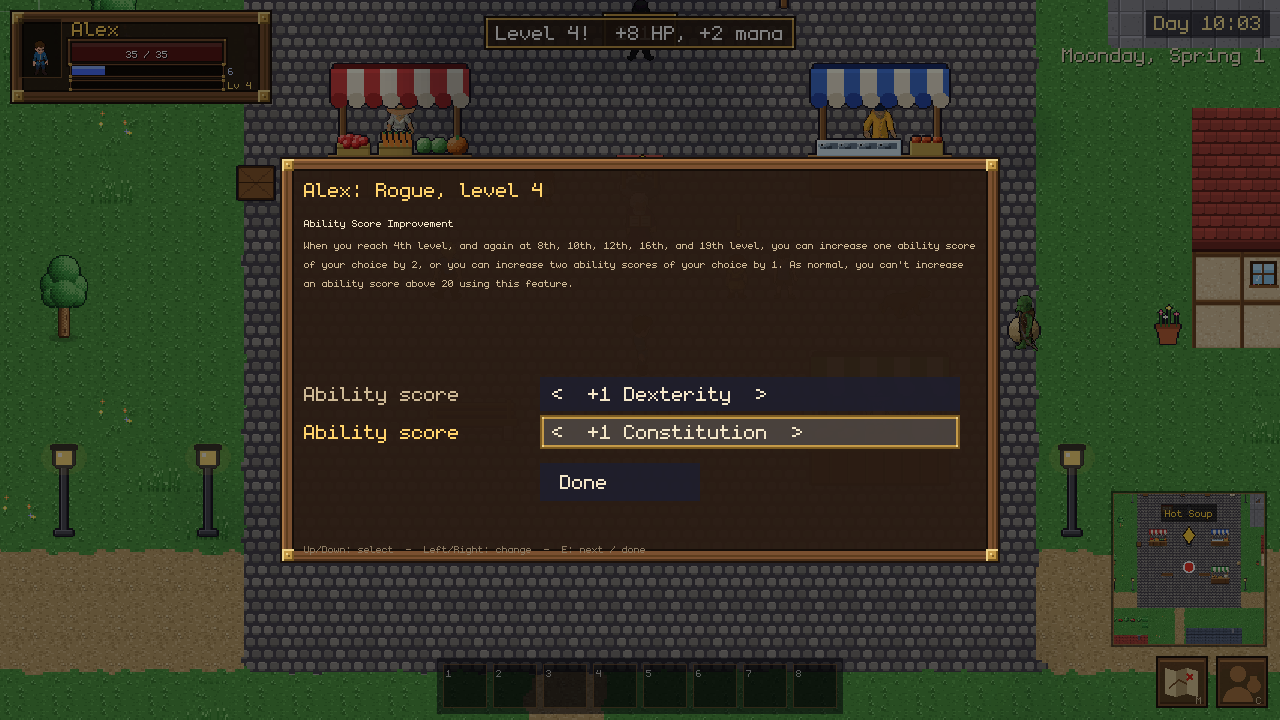 Alex
35 / 35
6
Lv 4
Level 4! +8 HP, +2 mana
Day 10:03
Moonday, Spring 1
Alex: Rogue, level 4
Ability Score Improvement
When you reach 4th level, and again at 8th, 10th, 12th, 16th, and 19th level, you can increase one ability score
of your choice by 2, or you can increase two ability scores of your choice by 1. As normal, you can't increase
an ability score above 20 using this feature.
Ability score < +1 Dexterity >
Ability score < +1 Constitution >
Done
Up/Down: select - Left/Right: change - E: next / done
Hot Soup
1 2 3 4 5 6 7 8
M C